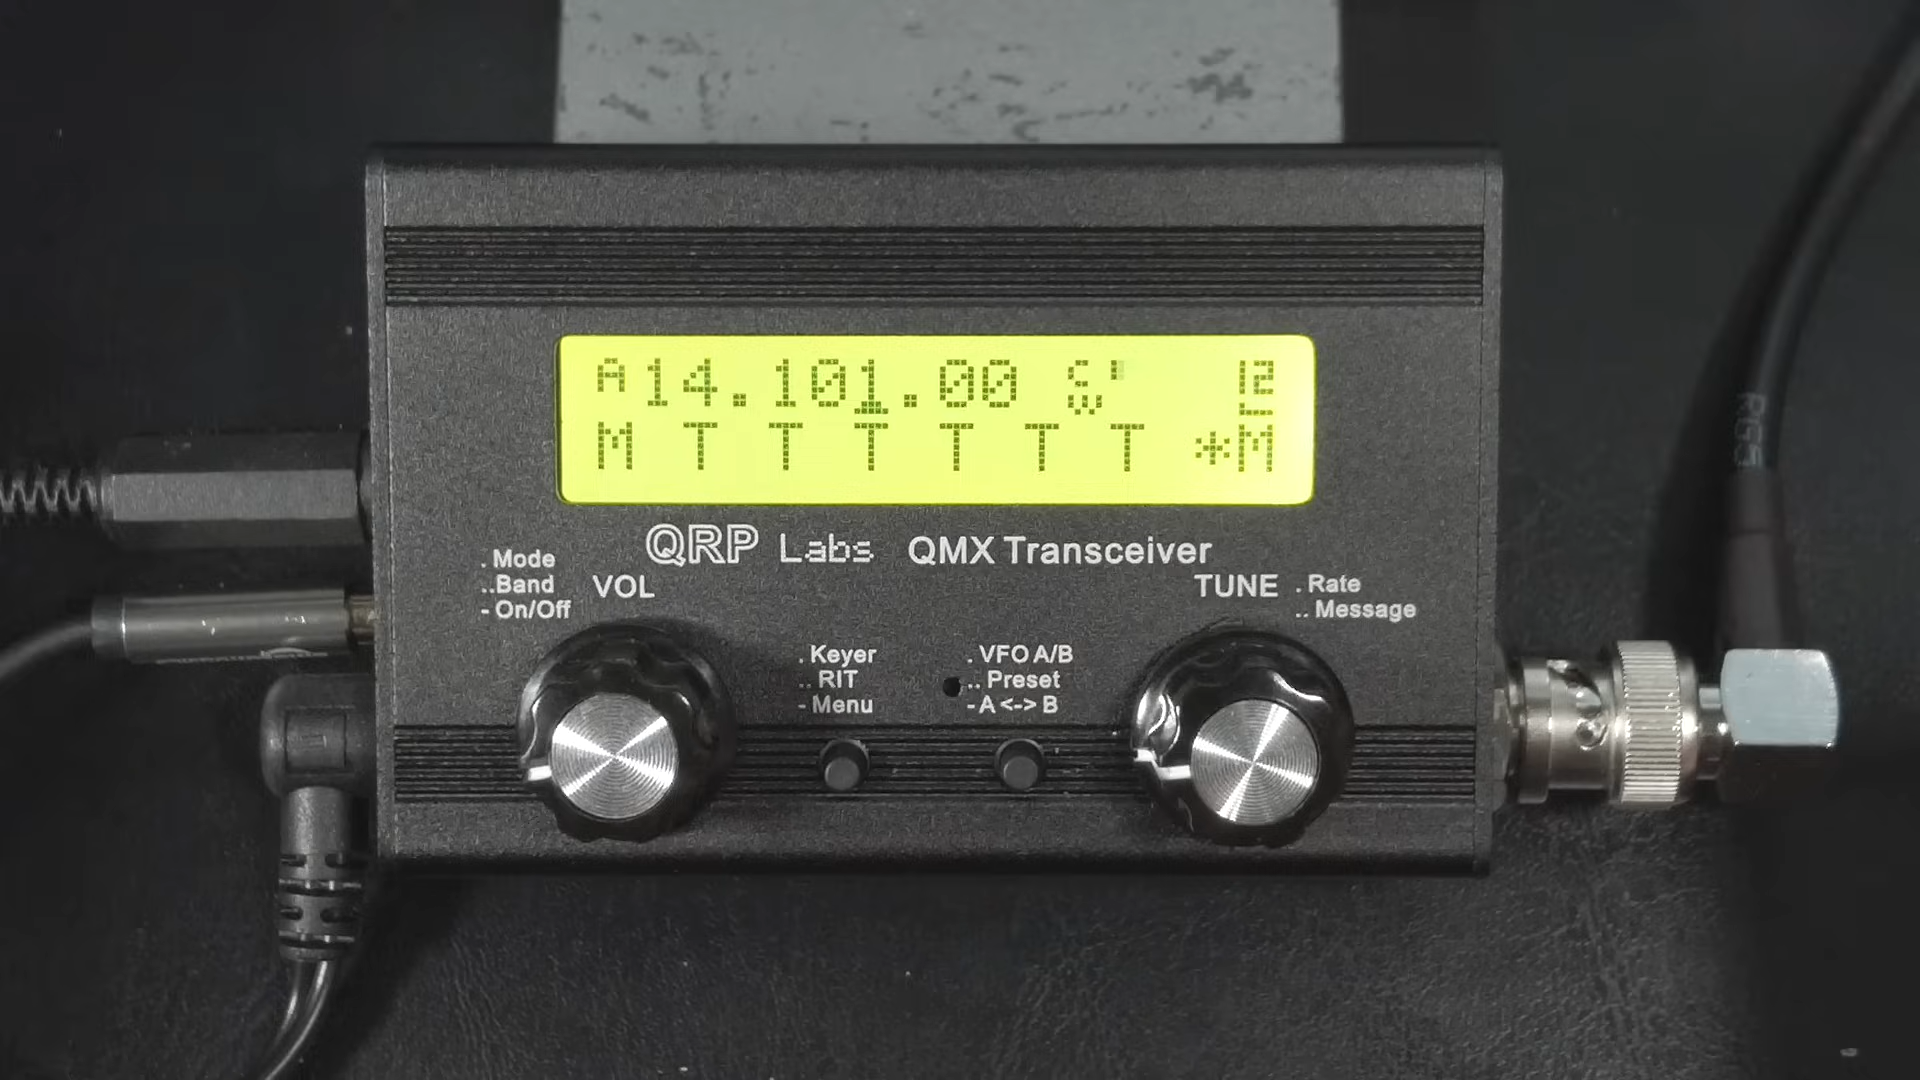 A14.101.00 S W 12
M T T T T T T *M
QRP Labs QMX Transceiver
. Mode
..Band
- On/Off
VOL
TUNE
. Rate
.. Message
. Keyer
.. RIT
- Menu
. VFO A/B
.. Preset
- A <-> B